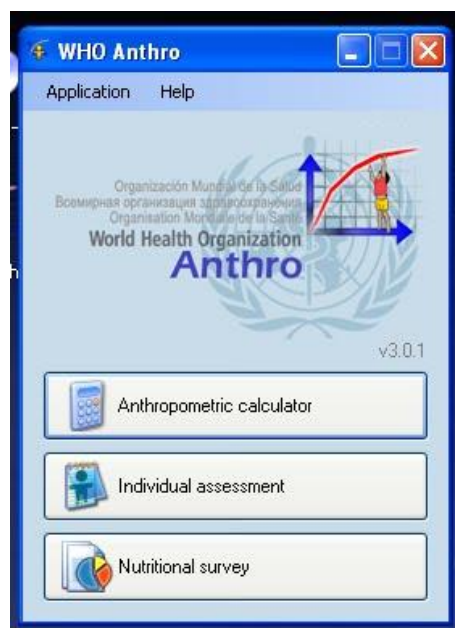 WHO Anthro
Application Help
Organización Mundial de la Salud
Всемирная организация здравоохранения
Organisation Mondiale de la Santé
World Health Organization
Anthro
v3.0.1
h
Anthropometric calculator
Individual assessment
Nutritional survey